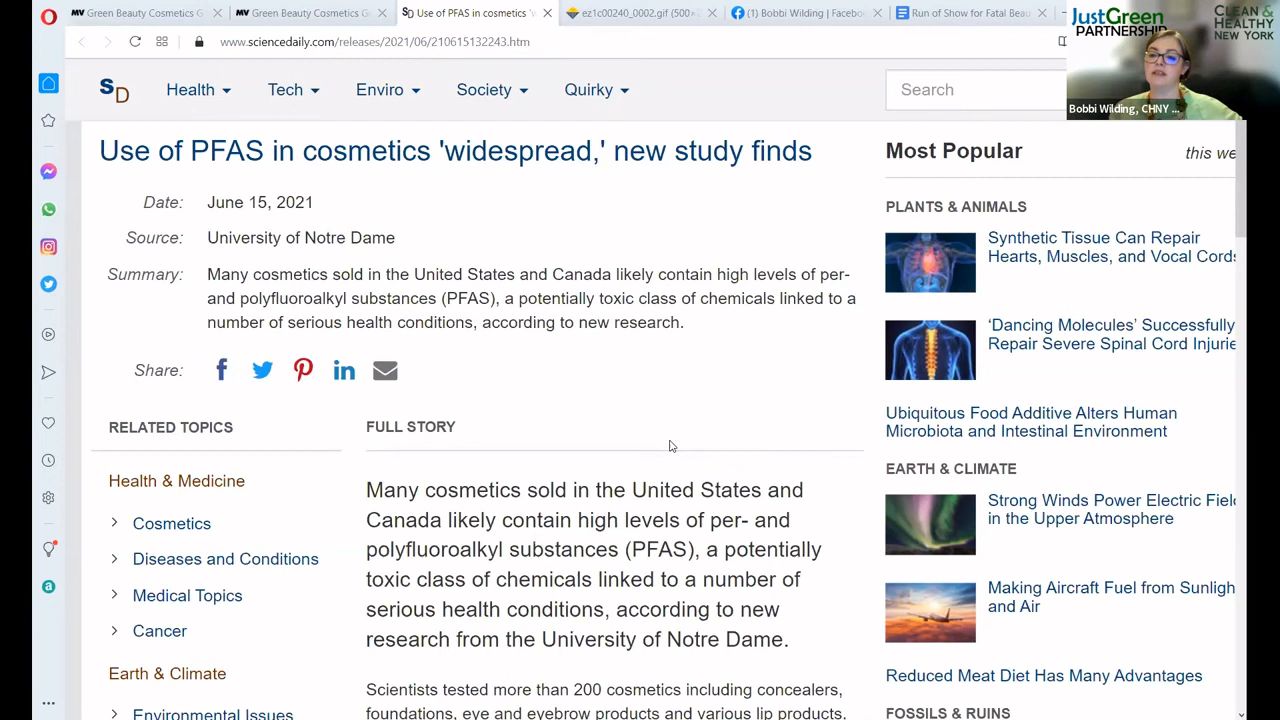 MV Green Beauty Cosmetics G
MV Green Beauty Cosmetics G
SD Use of PFAS in cosmetics 'w
ez1c00240_0002.gif (500×
(1) Bobbi Wilding | Facebo
Run of Show for Fatal Beau
www.sciencedaily.com/releases/2021/06/210615132243.htm
JustGreen
PARTNERSHIP
CLEAN &
HEALTHY
NEW YORK
Bobbi Wilding, CHNY ...
SD
Health
Tech
Enviro
Society
Quirky
Search
Use of PFAS in cosmetics 'widespread,' new study finds
Date: June 15, 2021
Source: University of Notre Dame
Summary: Many cosmetics sold in the United States and Canada likely contain high levels of per-
and polyfluoroalkyl substances (PFAS), a potentially toxic class of chemicals linked to a
number of serious health conditions, according to new research.
Share:
RELATED TOPICS
Health & Medicine
Cosmetics
Diseases and Conditions
Medical Topics
Cancer
Earth & Climate
Environmental Issues
FULL STORY
Many cosmetics sold in the United States and
Canada likely contain high levels of per- and
polyfluoroalkyl substances (PFAS), a potentially
toxic class of chemicals linked to a number of
serious health conditions, according to new
research from the University of Notre Dame.
Scientists tested more than 200 cosmetics including concealers,
foundations, eye and eyebrow products and various lip products.
Most Popular
this we
PLANTS & ANIMALS
Synthetic Tissue Can Repair
Hearts, Muscles, and Vocal Cords
'Dancing Molecules' Successfully
Repair Severe Spinal Cord Injurie
Ubiquitous Food Additive Alters Human
Microbiota and Intestinal Environment
EARTH & CLIMATE
Strong Winds Power Electric Fiel
in the Upper Atmosphere
Making Aircraft Fuel from Sunligh
and Air
Reduced Meat Diet Has Many Advantages
FOSSILS & RUINS